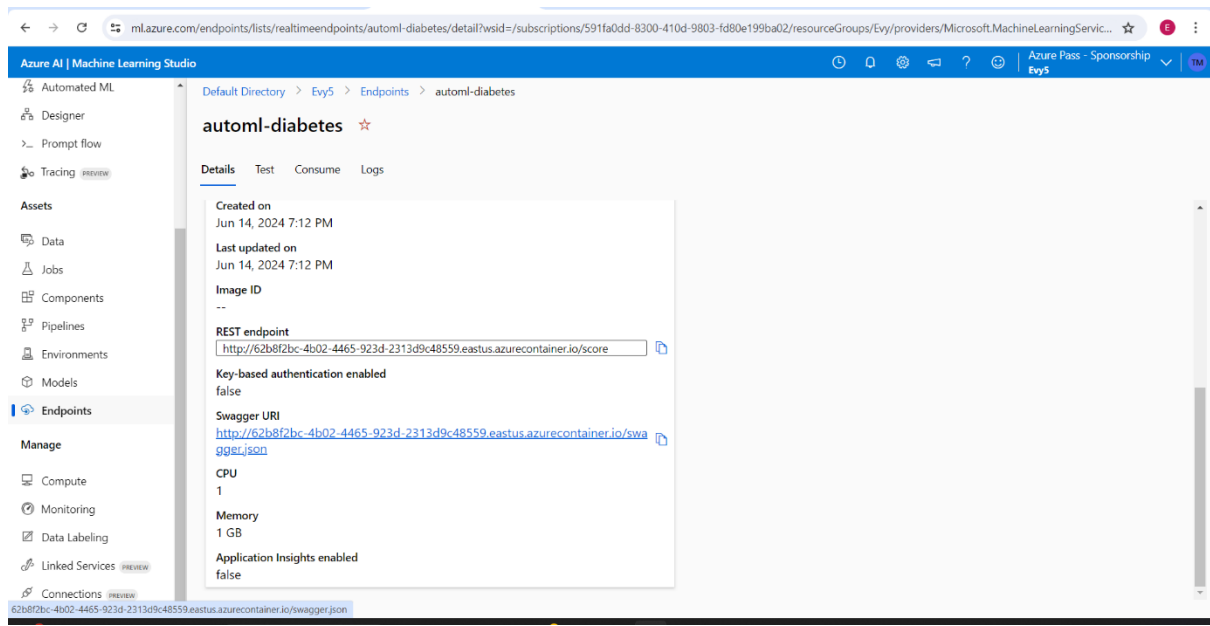 ml.azure.com/endpoints/lists/realtimeendpoints/automl-diabetes/detail?wsid=/subscriptions/591fa0dd-8300-410d-9803-fd80e199ba02/resourceGroups/Evy/providers/Microsoft.MachineLearningServic...
E
Azure AI | Machine Learning Studio
Azure Pass - Sponsorship
Evy5
TM
Automated ML
Designer
Prompt flow
Tracing PREVIEW
Assets
Data
Jobs
Components
Pipelines
Environments
Models
Endpoints
Manage
Compute
Monitoring
Data Labeling
Linked Services PREVIEW
Connections PREVIEW
Default Directory > Evy5 > Endpoints > automl-diabetes
automl-diabetes
Details Test Consume Logs
Created on
Jun 14, 2024 7:12 PM
Last updated on
Jun 14, 2024 7:12 PM
Image ID
--
REST endpoint
http://62b8f2bc-4b02-4465-923d-2313d9c48559.eastus.azurecontainer.io/score
Key-based authentication enabled
false
Swagger URI
http://62b8f2bc-4b02-4465-923d-2313d9c48559.eastus.azurecontainer.io/swa
gger.json
CPU
1
Memory
1 GB
Application Insights enabled
false
62b8f2bc-4b02-4465-923d-2313d9c48559.eastus.azurecontainer.io/swagger.json